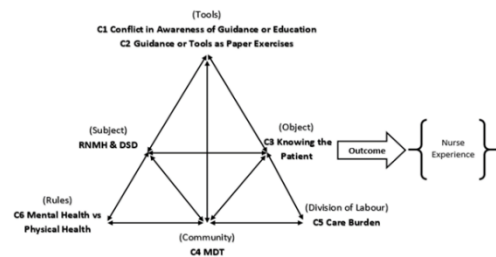 (Tools)
C1 Conflict in Awareness of Guidance or Education
C2 Guidance or Tools as Paper Exercises
(Subject)
RNMH & DSD
(Object)
C3 Knowing the
Patient
Outcome
Nurse
Experience
(Rules)
C6 Mental Health vs
Physical Health
(Community)
C4 MDT
(Division of Labour)
C5 Care Burden